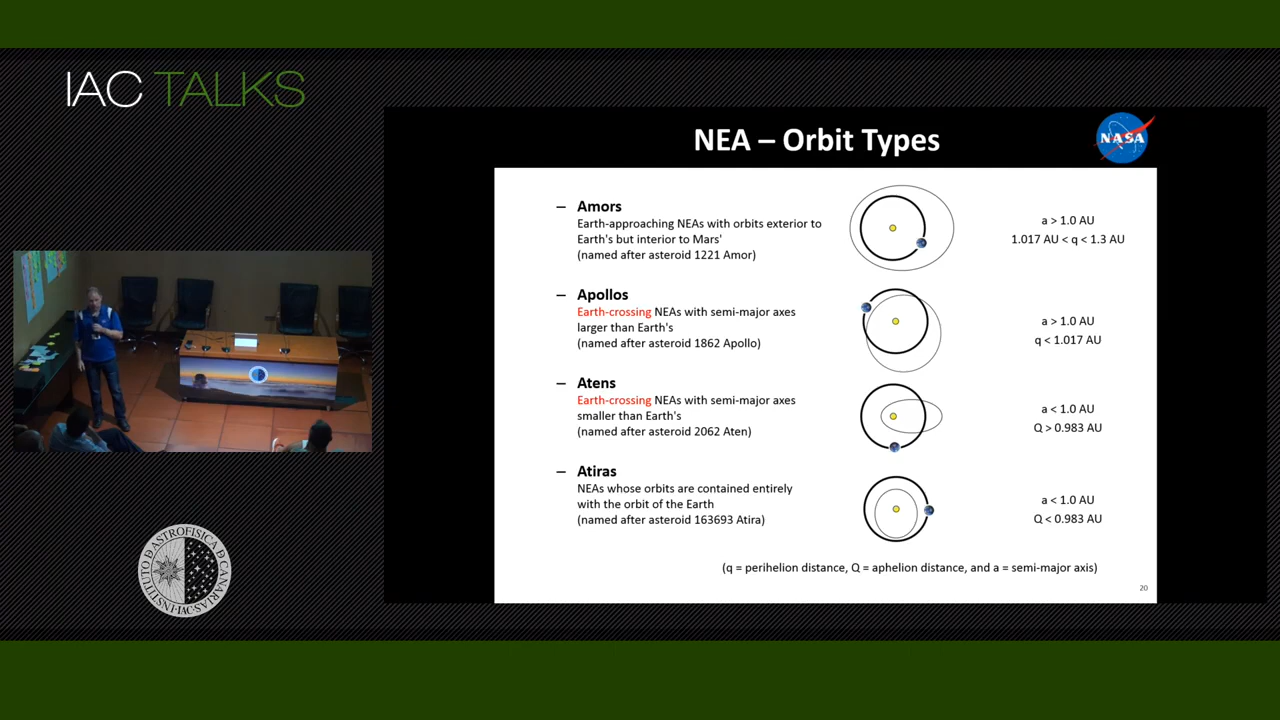 IAC TALKS
NEA – Orbit Types
NASA
– Amors
Earth-approaching NEAs with orbits exterior to
Earth's but interior to Mars'
(named after asteroid 1221 Amor)
a > 1.0 AU
1.017 AU < q < 1.3 AU
– Apollos
Earth-crossing NEAs with semi-major axes
larger than Earth's
(named after asteroid 1862 Apollo)
a > 1.0 AU
q < 1.017 AU
– Atens
Earth-crossing NEAs with semi-major axes
smaller than Earth's
(named after asteroid 2062 Aten)
a < 1.0 AU
Q > 0.983 AU
– Atiras
NEAs whose orbits are contained entirely
with the orbit of the Earth
(named after asteroid 163693 Atira)
a < 1.0 AU
Q < 0.983 AU
(q = perihelion distance, Q = aphelion distance, and a = semi-major axis)
20
INSTITUTO D ASTROFISICA D CANARIAS
·IAC·